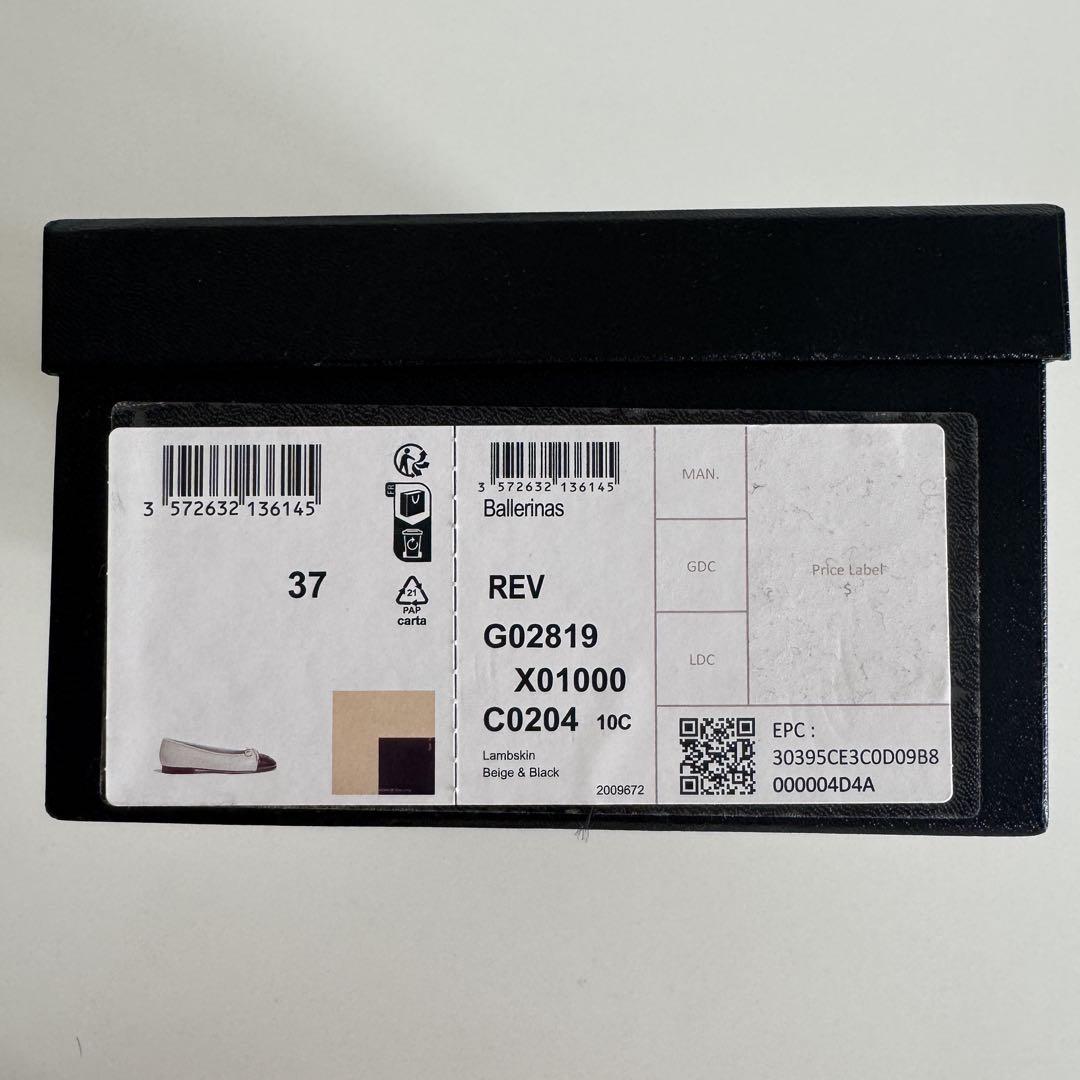 3 572632 136145
FR
37
21
PAP
carta
3 572632 136145
Ballerinas
REV
G02819
X01000
C0204 10C
Lambskin
Beige & Black
2009672
MAN.
GDC
LDC
Price Label
$
EPC :
30395CE3C0D09B8
000004D4A